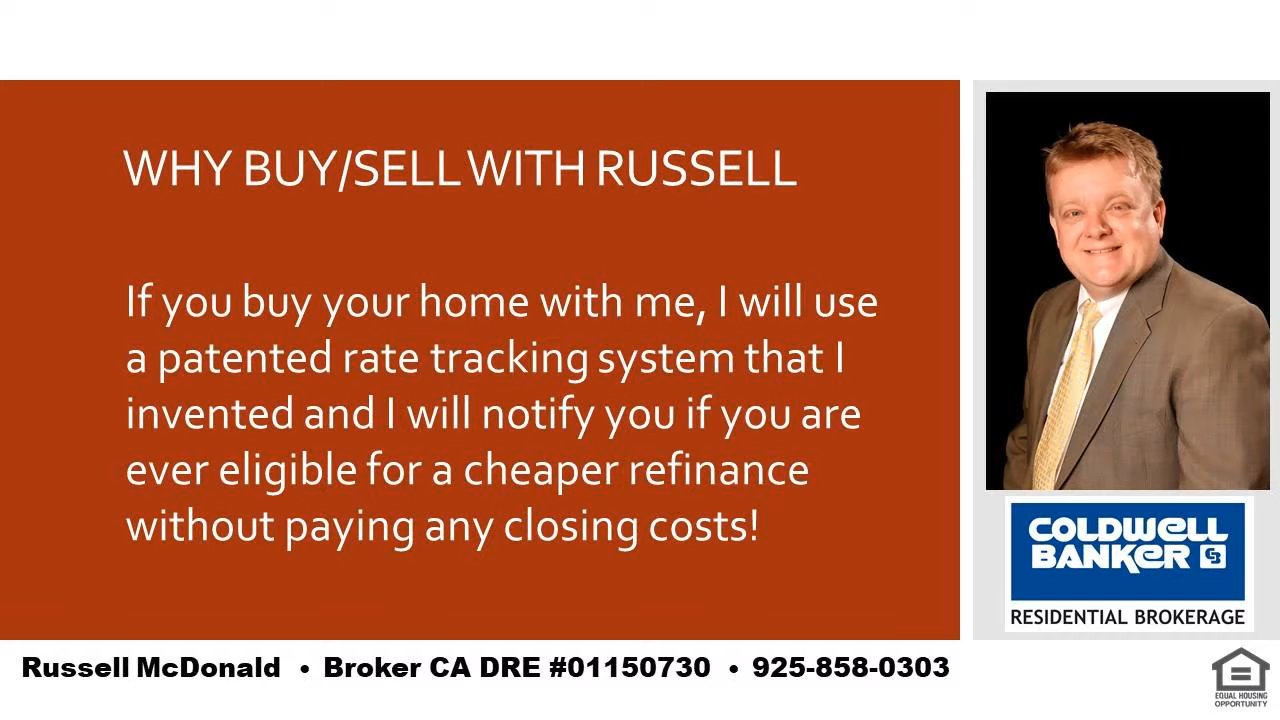 WHY BUY/SELL WITH RUSSELL
If you buy your home with me, I will use
a patented rate tracking system that I
invented and I will notify you if you are
ever eligible for a cheaper refinance
without paying any closing costs!
COLDWELL
BANKER CB
RESIDENTIAL BROKERAGE
Russell McDonald • Broker CA DRE #01150730 • 925-858-0303
EQUAL HOUSING
OPPORTUNITY